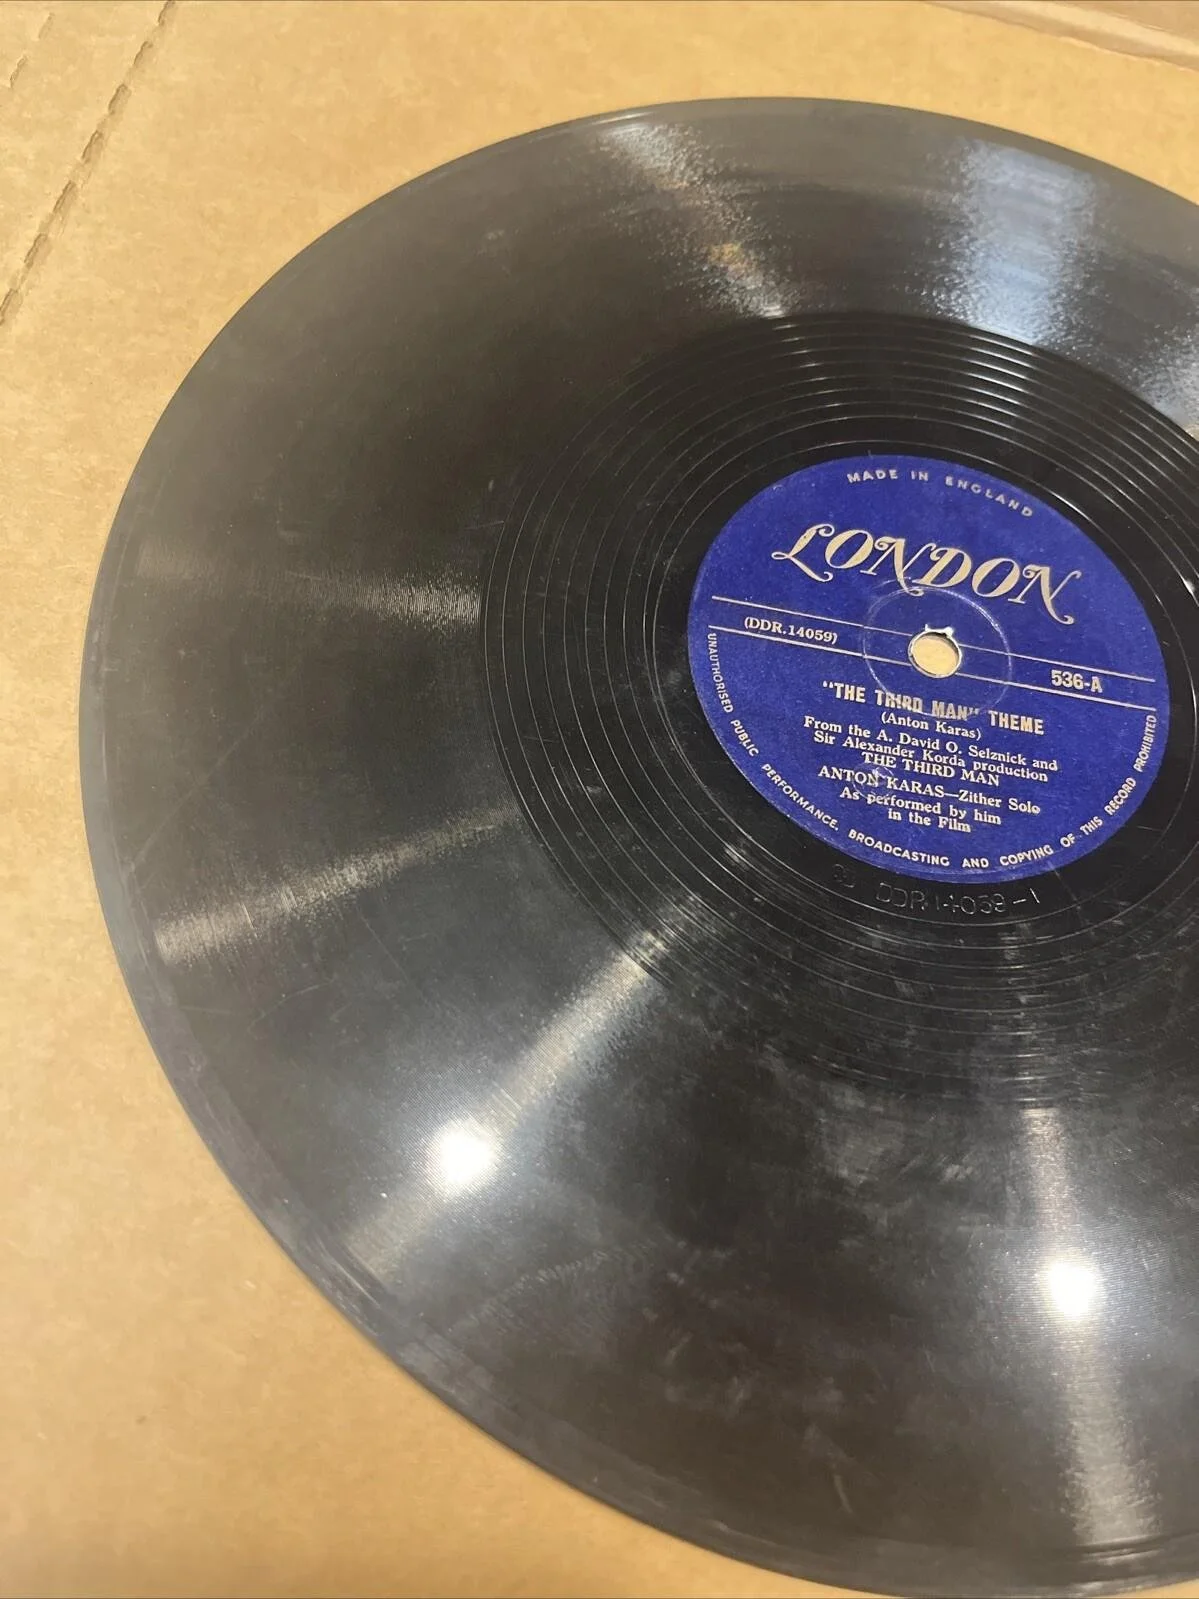 MADE IN ENGLAND
LONDON
(DDR.14059)
536-A
"THE THIRD MAN" THEME
(Anton Karas)
From the A. David O. Selznick and
Sir Alexander Korda production
THE THIRD MAN
ANTON KARAS—Zither Solo
As performed by him
in the Film
UNAUTHORISED PUBLIC PERFORMANCE, BROADCASTING AND COPYING OF THIS RECORD PROHIBITED
DDR14059-1